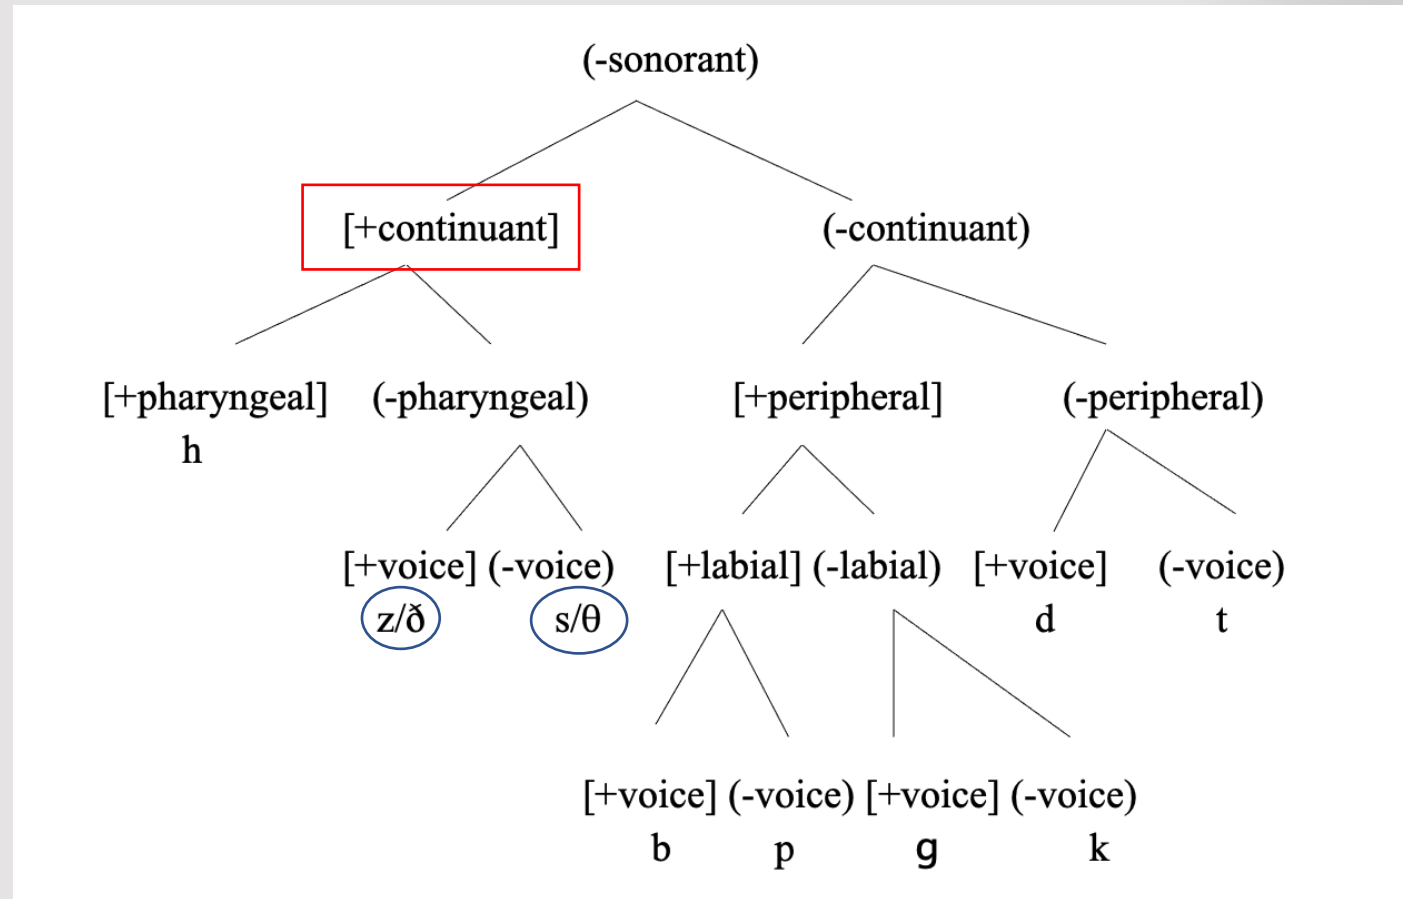 (-sonorant)
[+continuant] (-continuant)
[+pharyngeal] (-pharyngeal) [+peripheral] (-peripheral)
h
[+voice] (-voice) [+labial] (-labial) [+voice] (-voice)
z/ð s/θ d t
[+voice] (-voice) [+voice] (-voice)
b p g k